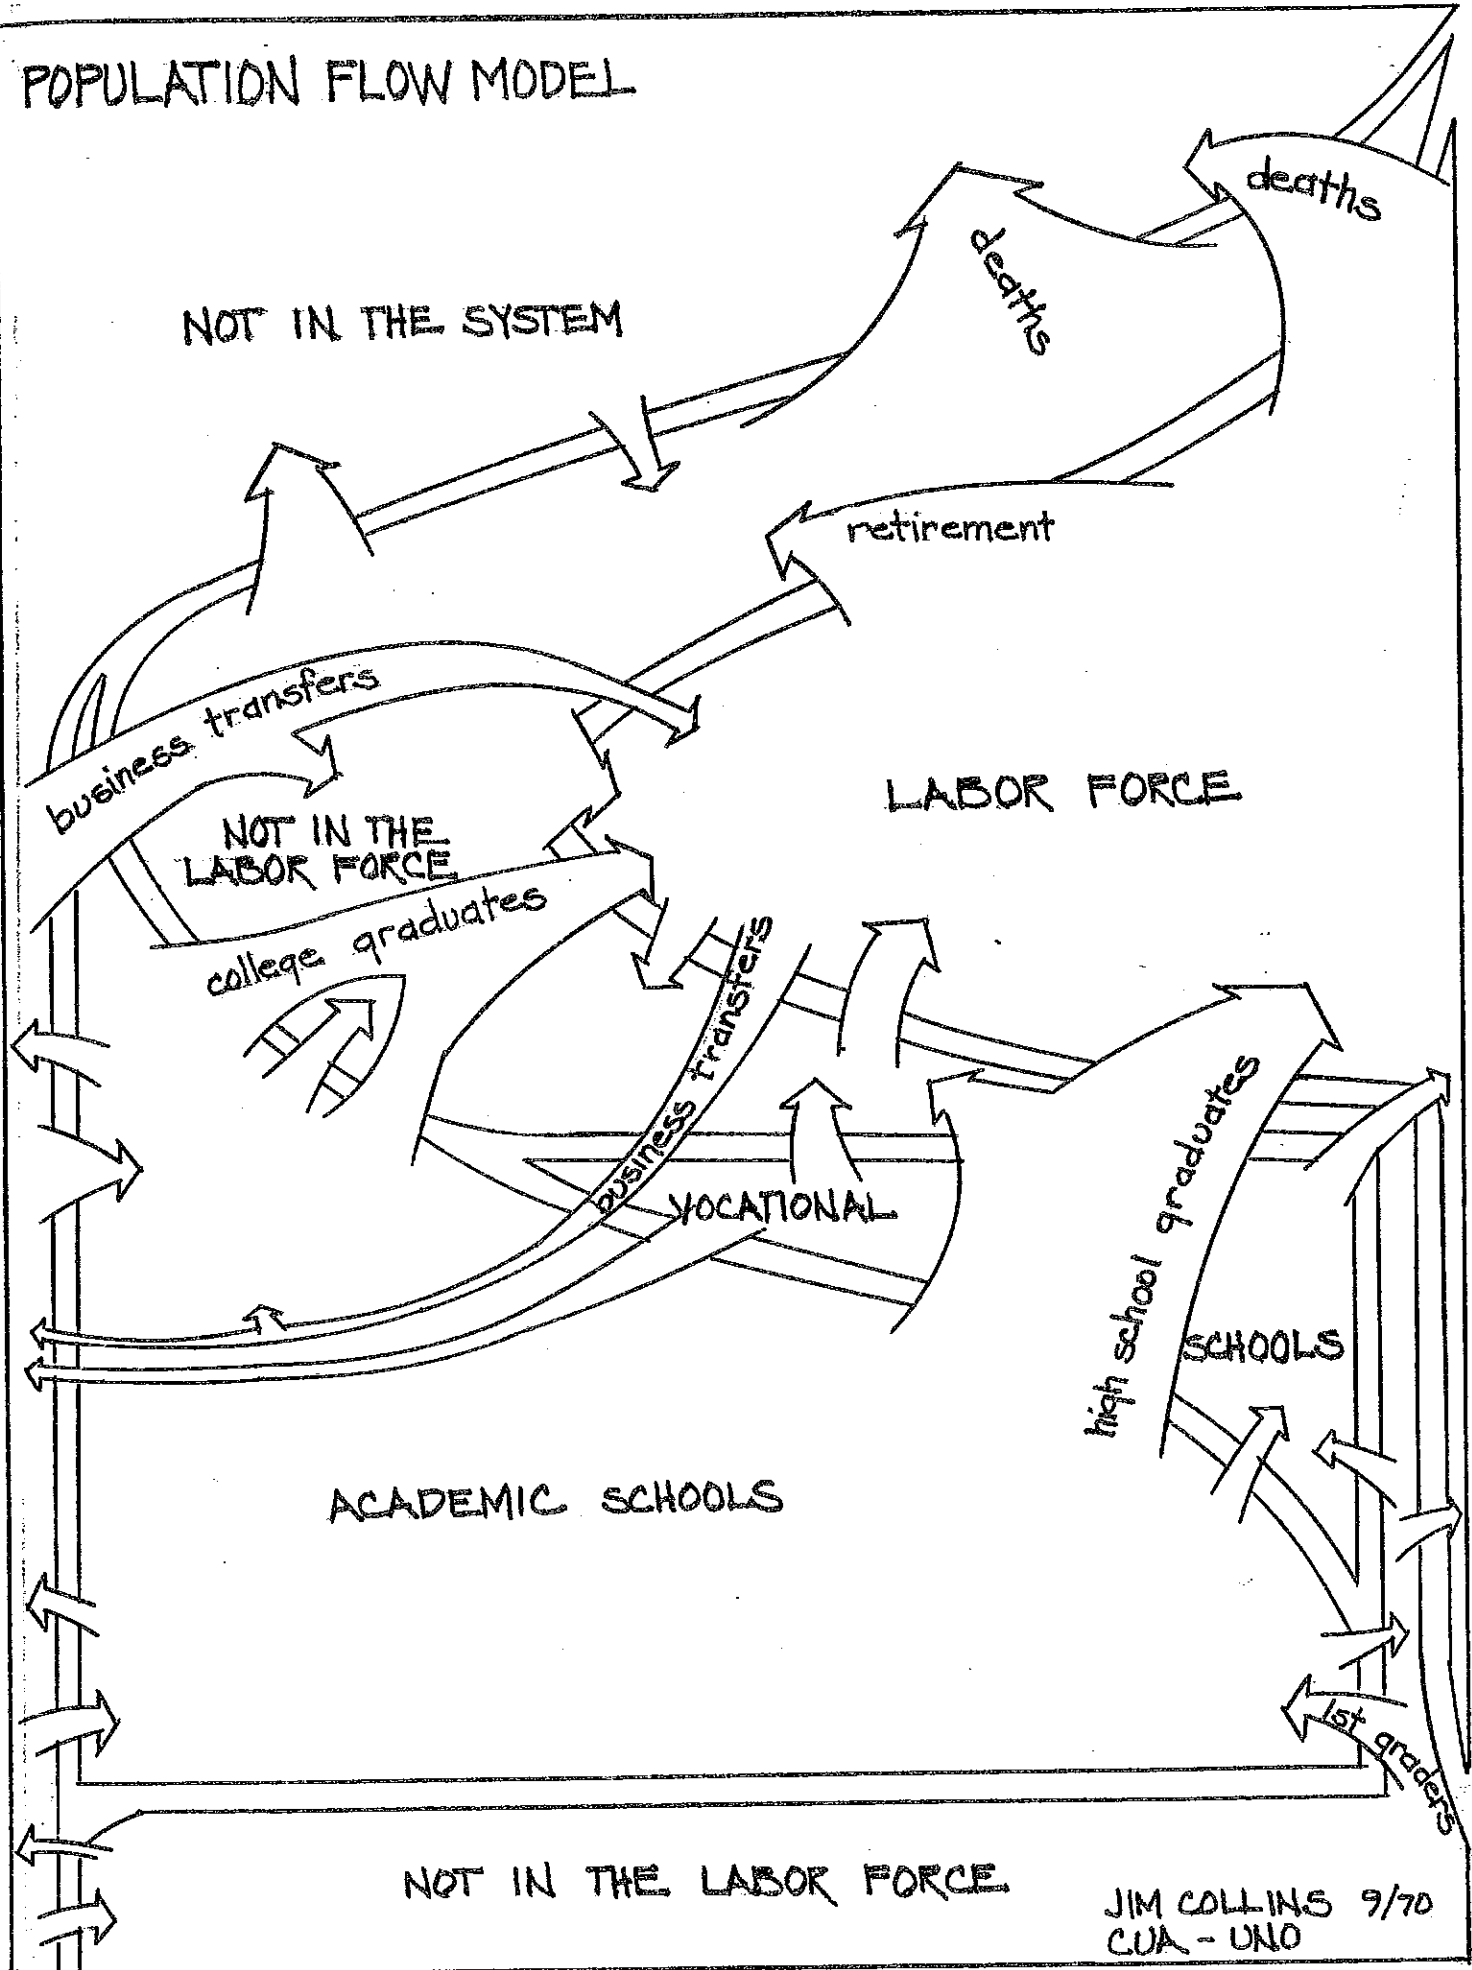 POPULATION FLOW MODEL
deaths
deaths
NOT IN THE SYSTEM
retirement
business transfers
LABOR FORCE
NOT IN THE
LABOR FORCE
college graduates
business transfers
VOCATIONAL
high school graduates
SCHOOLS
ACADEMIC SCHOOLS
1st graders
NOT IN THE LABOR FORCE
JIM COLLINS 9/70
CUA - UNO